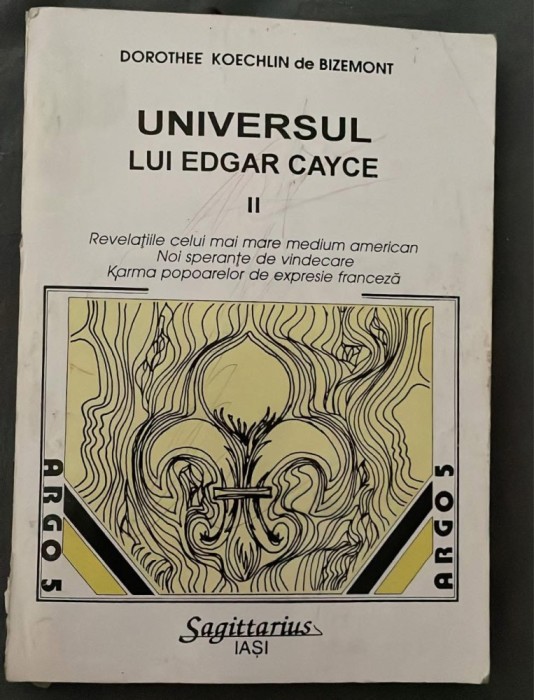 DOROTHEE KOECHLIN de BIZEMONT
UNIVERSUL
LUI EDGAR CAYCE
II
Revelațiile celui mai mare medium american
Noi speranțe de vindecare
Karma popoarelor de expresie franceză
ARGO 5
ARGO 5
Sagittarius
IAȘI